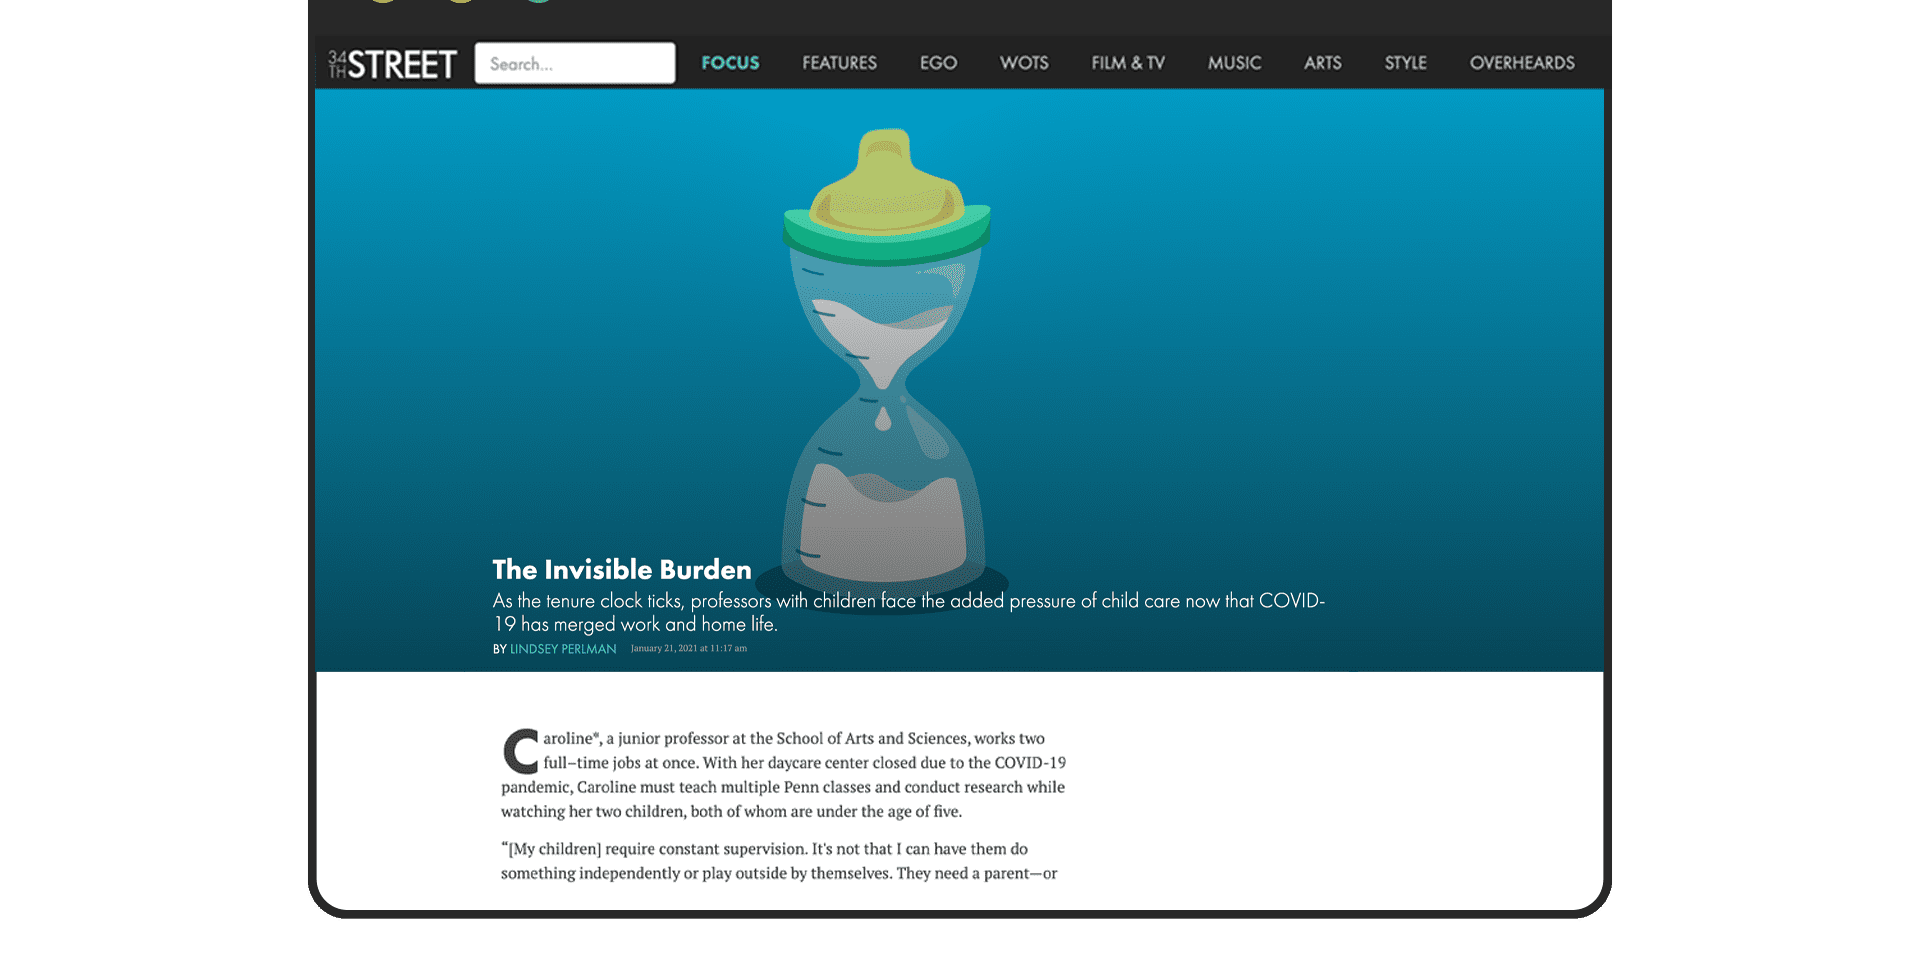 34TH STREET Search... FOCUS FEATURES EGO WOTS FILM & TV MUSIC ARTS STYLE OVERHEARDS
The Invisible Burden
As the tenure clock ticks, professors with children face the added pressure of child care now that COVID-
19 has merged work and home life.
BY LINDSEY PERLMAN January 21, 2021 at 11:17 am
Caroline*, a junior professor at the School of Arts and Sciences, works two
full–time jobs at once. With her daycare center closed due to the COVID-19
pandemic, Caroline must teach multiple Penn classes and conduct research while
watching her two children, both of whom are under the age of five.
“[My children] require constant supervision. It's not that I can have them do
something independently or play outside by themselves. They need a parent—or